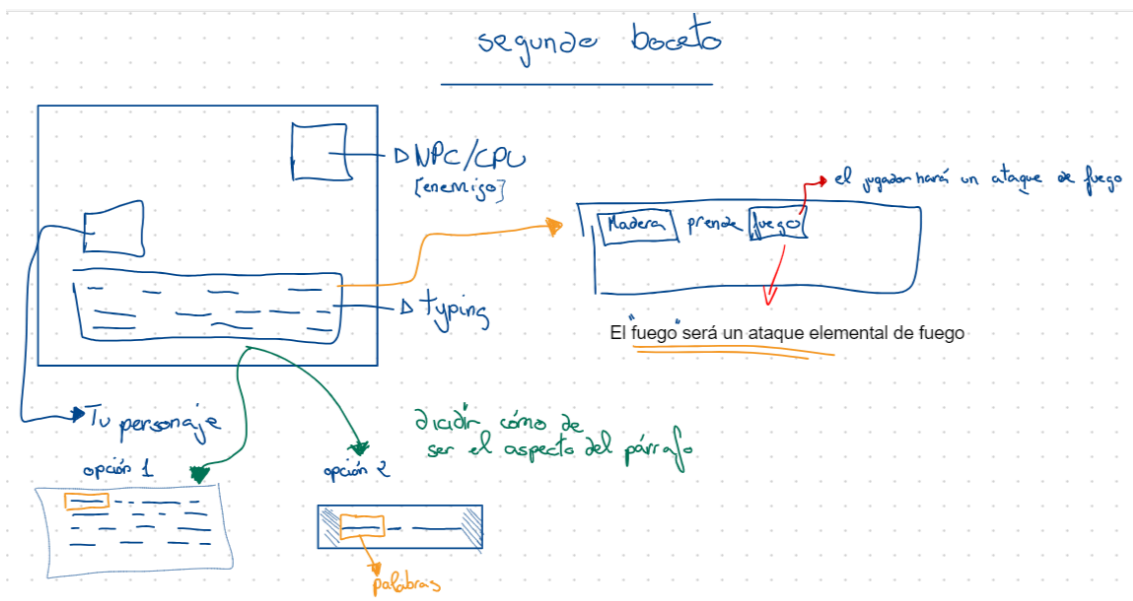 segundo boceto
NPC/CPU
[enemigo]
el jugador hará un ataque de fuego
Madera prende fuego
typing
El "fuego" será un ataque elemental de fuego
Tu personaje
dicidir cómo de
ser el aspecto del párrafo
opción 1
opción 2
palabras